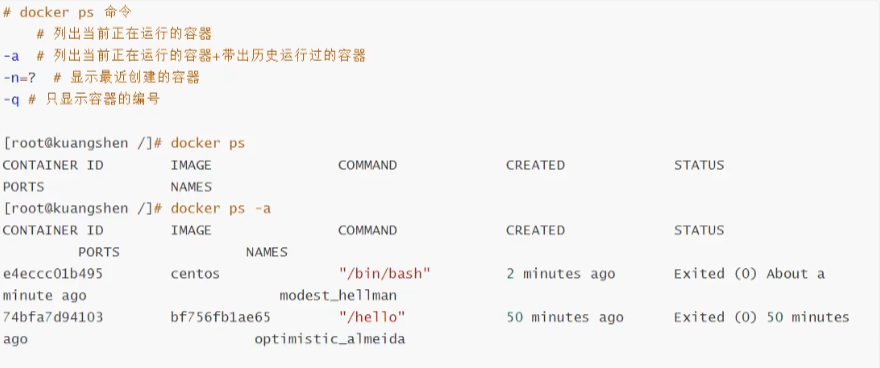 # docker ps 命令
# 列出当前正在运行的容器
-a # 列出当前正在运行的容器+带出历史运行过的容器
-n=? # 显示最近创建的容器
-q # 只显示容器的编号
[root@kuangshen /]# docker ps
CONTAINER ID IMAGE COMMAND CREATED STATUS
PORTS NAMES
[root@kuangshen /]# docker ps -a
CONTAINER ID IMAGE COMMAND CREATED STATUS
PORTS NAMES
e4eccc01b495 centos "/bin/bash" 2 minutes ago Exited (0) About a
minute ago modest_hellman
74bfa7d94103 bf756fb1ae65 "/hello" 50 minutes ago Exited (0) 50 minutes
ago optimistic_almeida